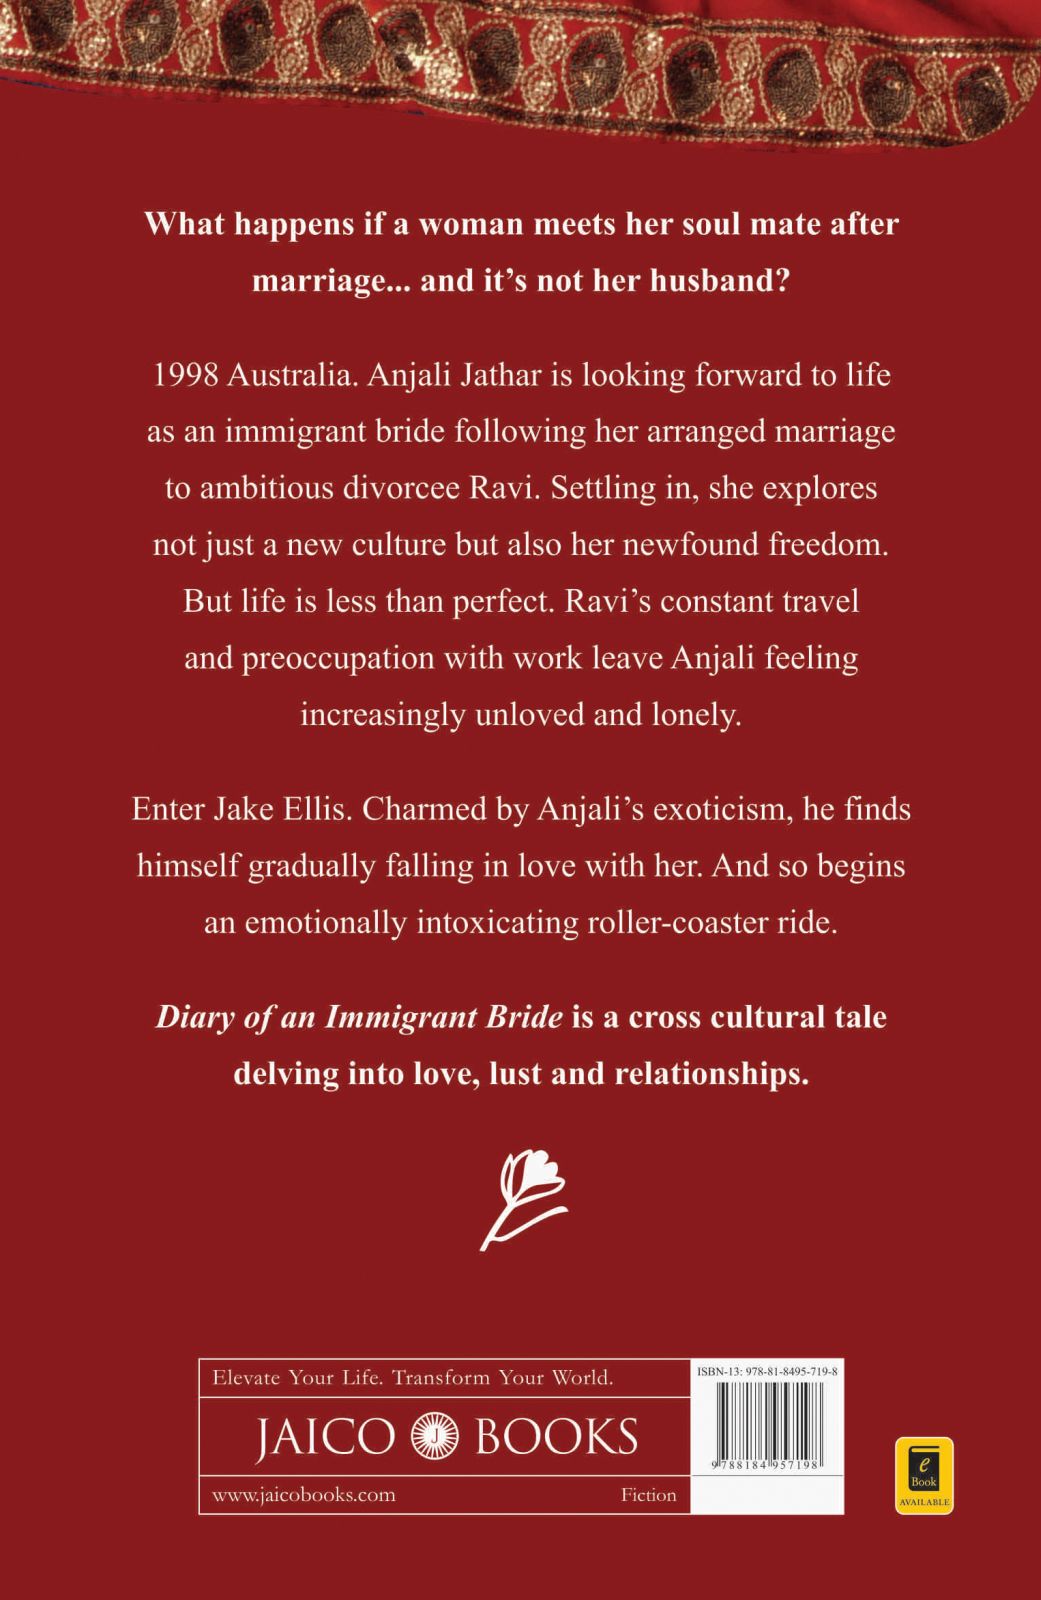 What happens if a woman meets her soul mate after
marriage... and it's not her husband?
1998 Australia. Anjali Jathar is looking forward to life
as an immigrant bride following her arranged marriage
to ambitious divorcee Ravi. Settling in, she explores
not just a new culture but also her newfound freedom.
But life is less than perfect. Ravi's constant travel
and preoccupation with work leave Anjali feeling
increasingly unloved and lonely.
Enter Jake Ellis. Charmed by Anjali's exoticism, he finds
himself gradually falling in love with her. And so begins
an emotionally intoxicating roller-coaster ride.
Diary of an Immigrant Bride is a cross cultural tale
delving into love, lust and relationships.
Elevate Your Life. Transform Your World.
JAICO J BOOKS
www.jaicobooks.com Fiction
ISBN-13: 978-81-8495-719-8
9788184957198
e
Book
AVAILABLE